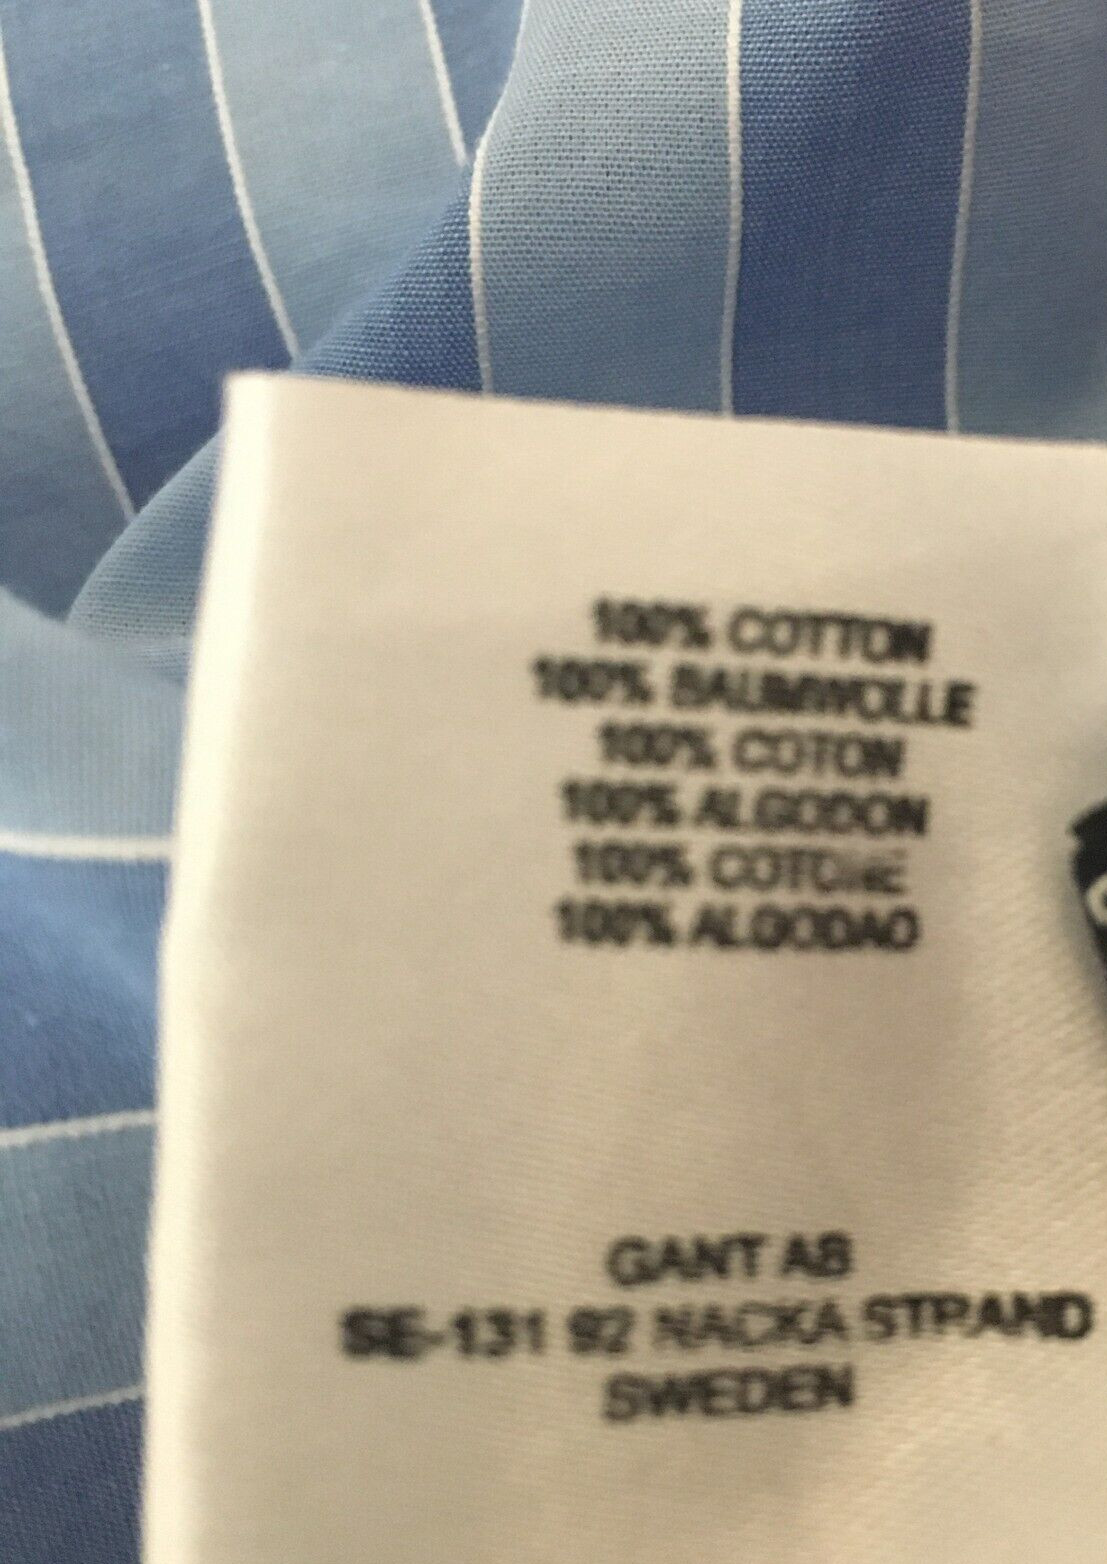 100% COTTON
100% BAUMWOLLE
100% COTON
100% ALGODON
100% COTONE
100% ALGODAO
GANT AB
SE-131 92 NACKA STRAND
SWEDEN